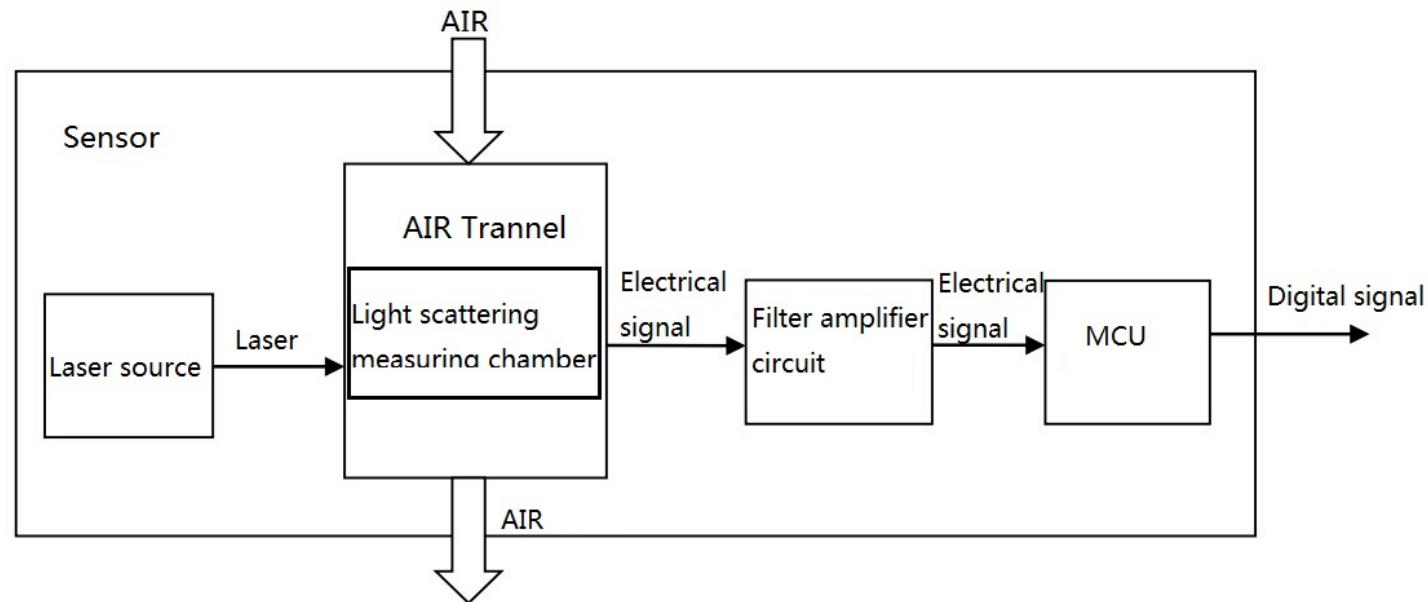 AIR
Sensor
AIR Trannel
Laser source
Laser
Light scattering
measuring chamber
Electrical
signal
Filter amplifier
circuit
Electrical
signal
MCU
Digital signal
AIR